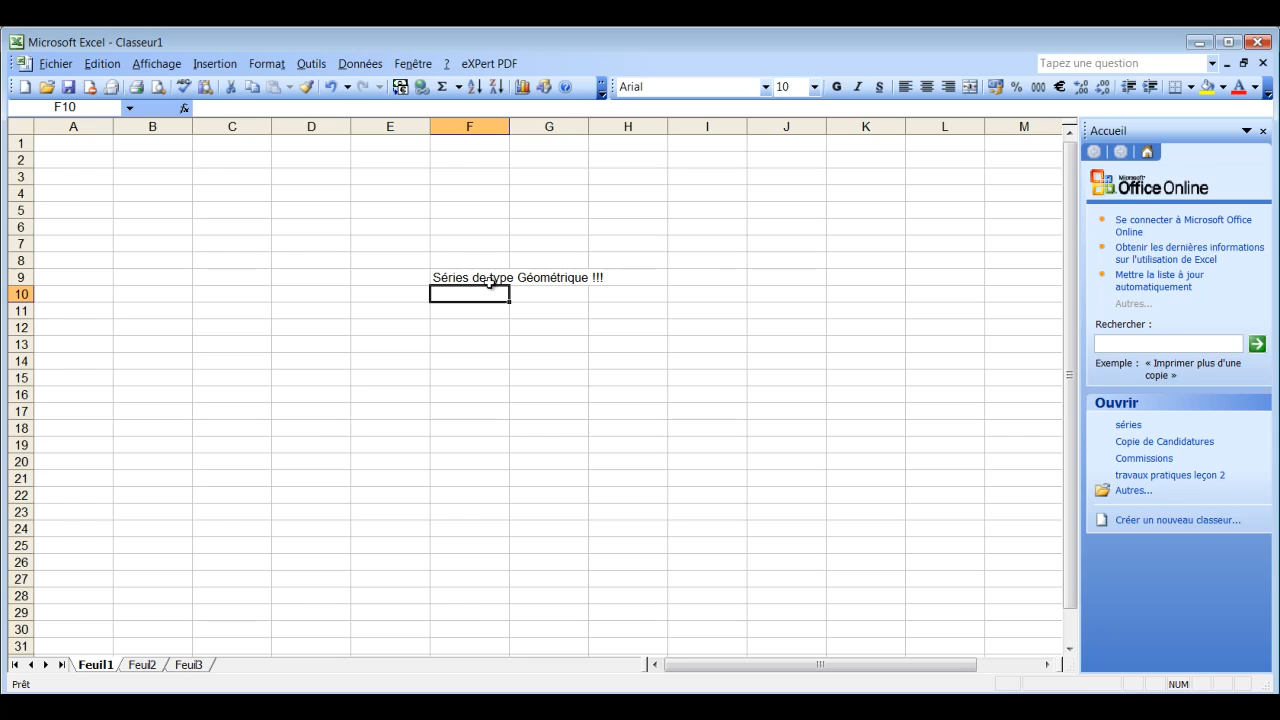 Microsoft Excel - Classeur1
Fichier Edition Affichage Insertion Format Outils Données Fenêtre ? eXPert PDF Tapez une question
Arial 10 G I S % 000 €
F10 fx
A B C D E F G H I J K L M
1
2
3
4
5
6
7
8
9 Séries de type Géométrique !!!
10
11
12
13
14
15
16
17
18
19
20
21
22
23
24
25
26
27
28
29
30
31
Feuil1 Feuil2 Feuil3
Prêt NUM
Accueil
Microsoft
Office Online
Se connecter à Microsoft Office
Online
Obtenir les dernières informations
sur l'utilisation de Excel
Mettre la liste à jour
automatiquement
Autres...
Rechercher :
Exemple : « Imprimer plus d'une
copie »
Ouvrir
séries
Copie de Candidatures
Commissions
travaux pratiques leçon 2
Autres...
Créer un nouveau classeur...